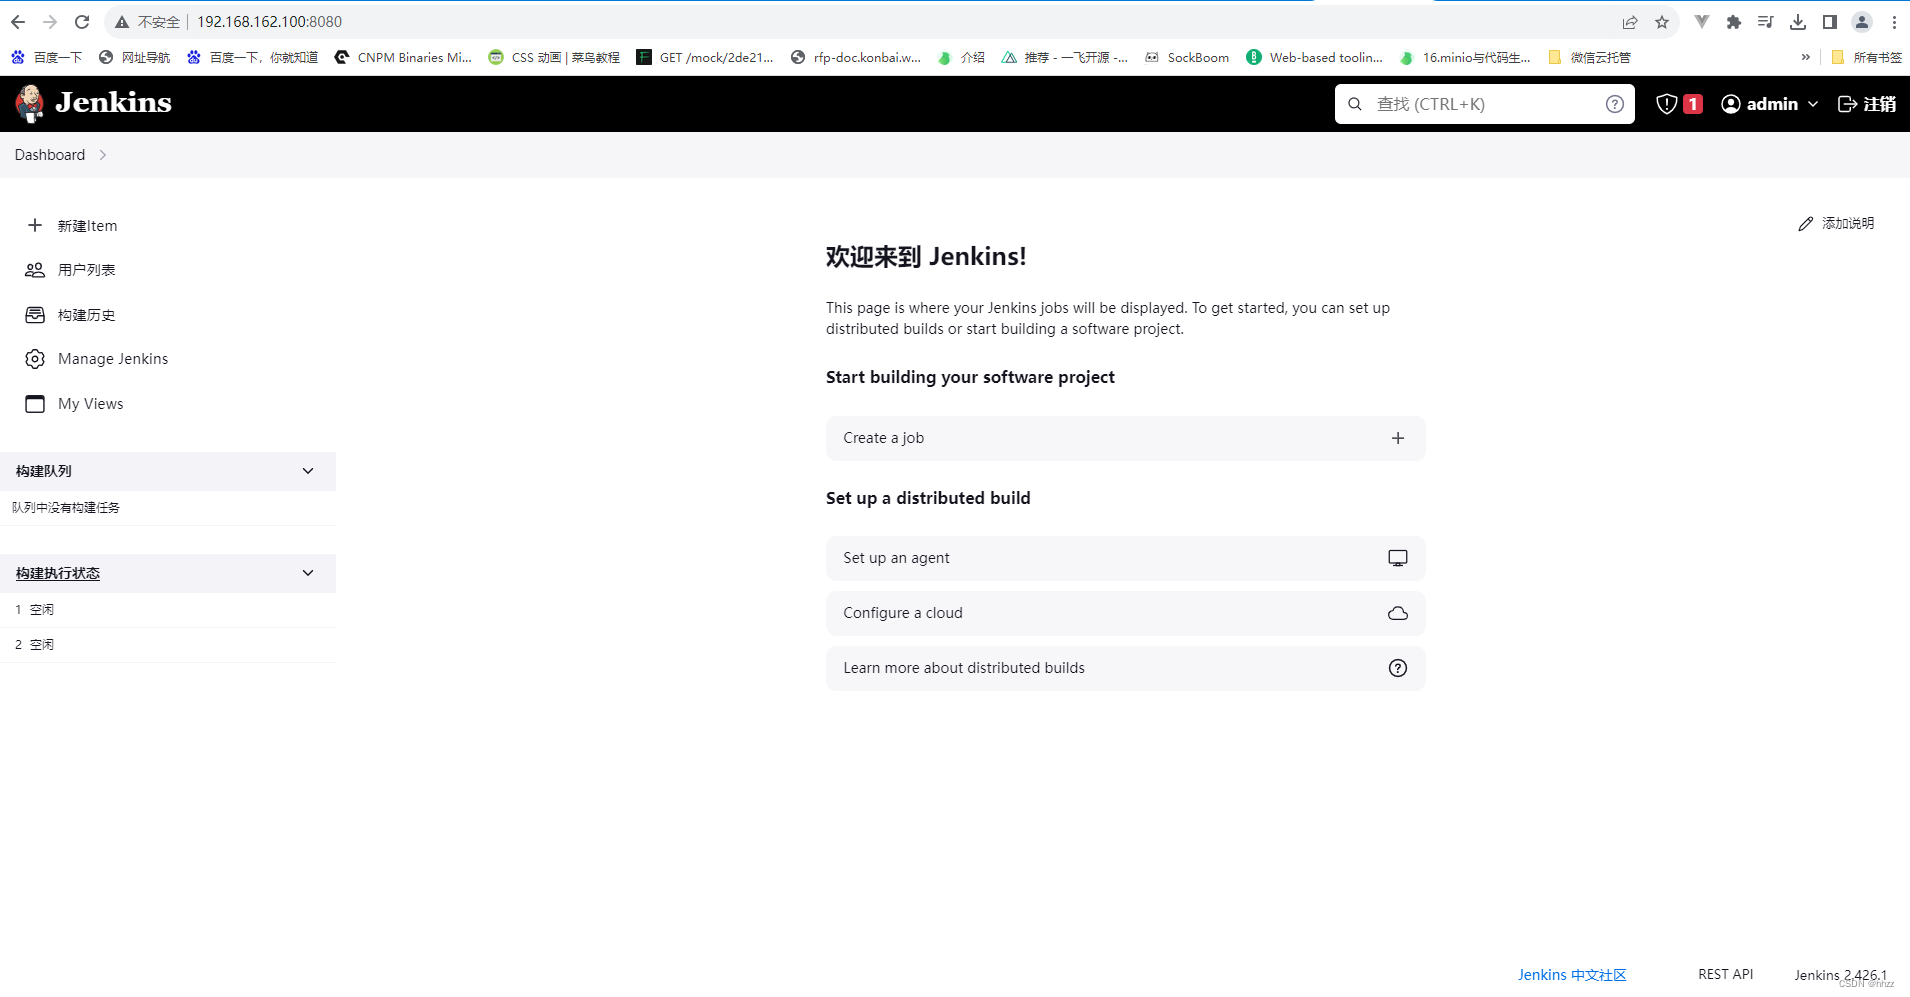 不安全 192.168.162.100:8080
百度一下 网址导航 百度一下，你就知道 CNPM Binaries Mi... CSS 动画 | 菜鸟教程 GET /mock/2de21... rfp-doc.konbai.w... 介绍 推荐 - 一飞开源 -... SockBoom Web-based toolin... 16.minio与代码生... 微信云托管 » 所有书签
Jenkins 查找 (CTRL+K) 1 admin 注销
Dashboard
新建Item
用户列表
构建历史
Manage Jenkins
My Views
构建队列
队列中没有构建任务
构建执行状态
1 空闲
2 空闲
添加说明
欢迎来到 Jenkins!
This page is where your Jenkins jobs will be displayed. To get started, you can set up
distributed builds or start building a software project.
Start building your software project
Create a job
Set up a distributed build
Set up an agent
Configure a cloud
Learn more about distributed builds
Jenkins 中文社区 REST API Jenkins 2.426.1